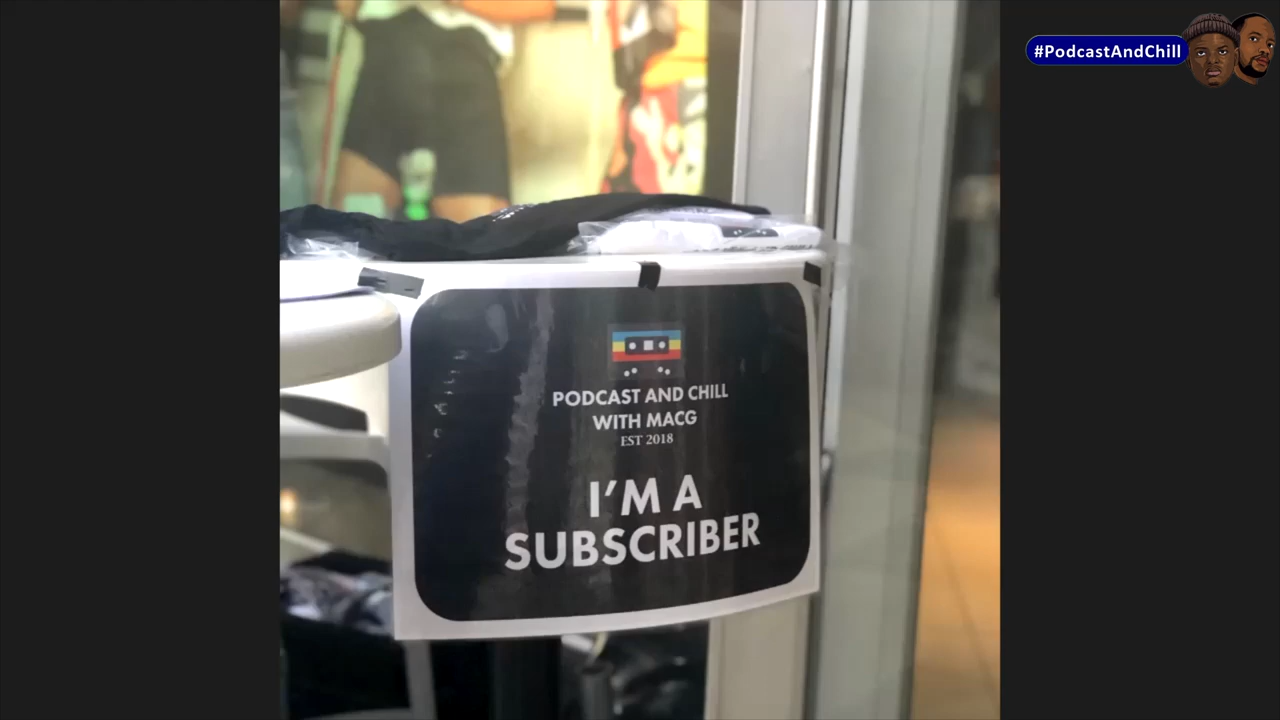 #PodcastAndChill
PODCAST AND CHILL
WITH MACG
EST 2018
I'M A
SUBSCRIBER